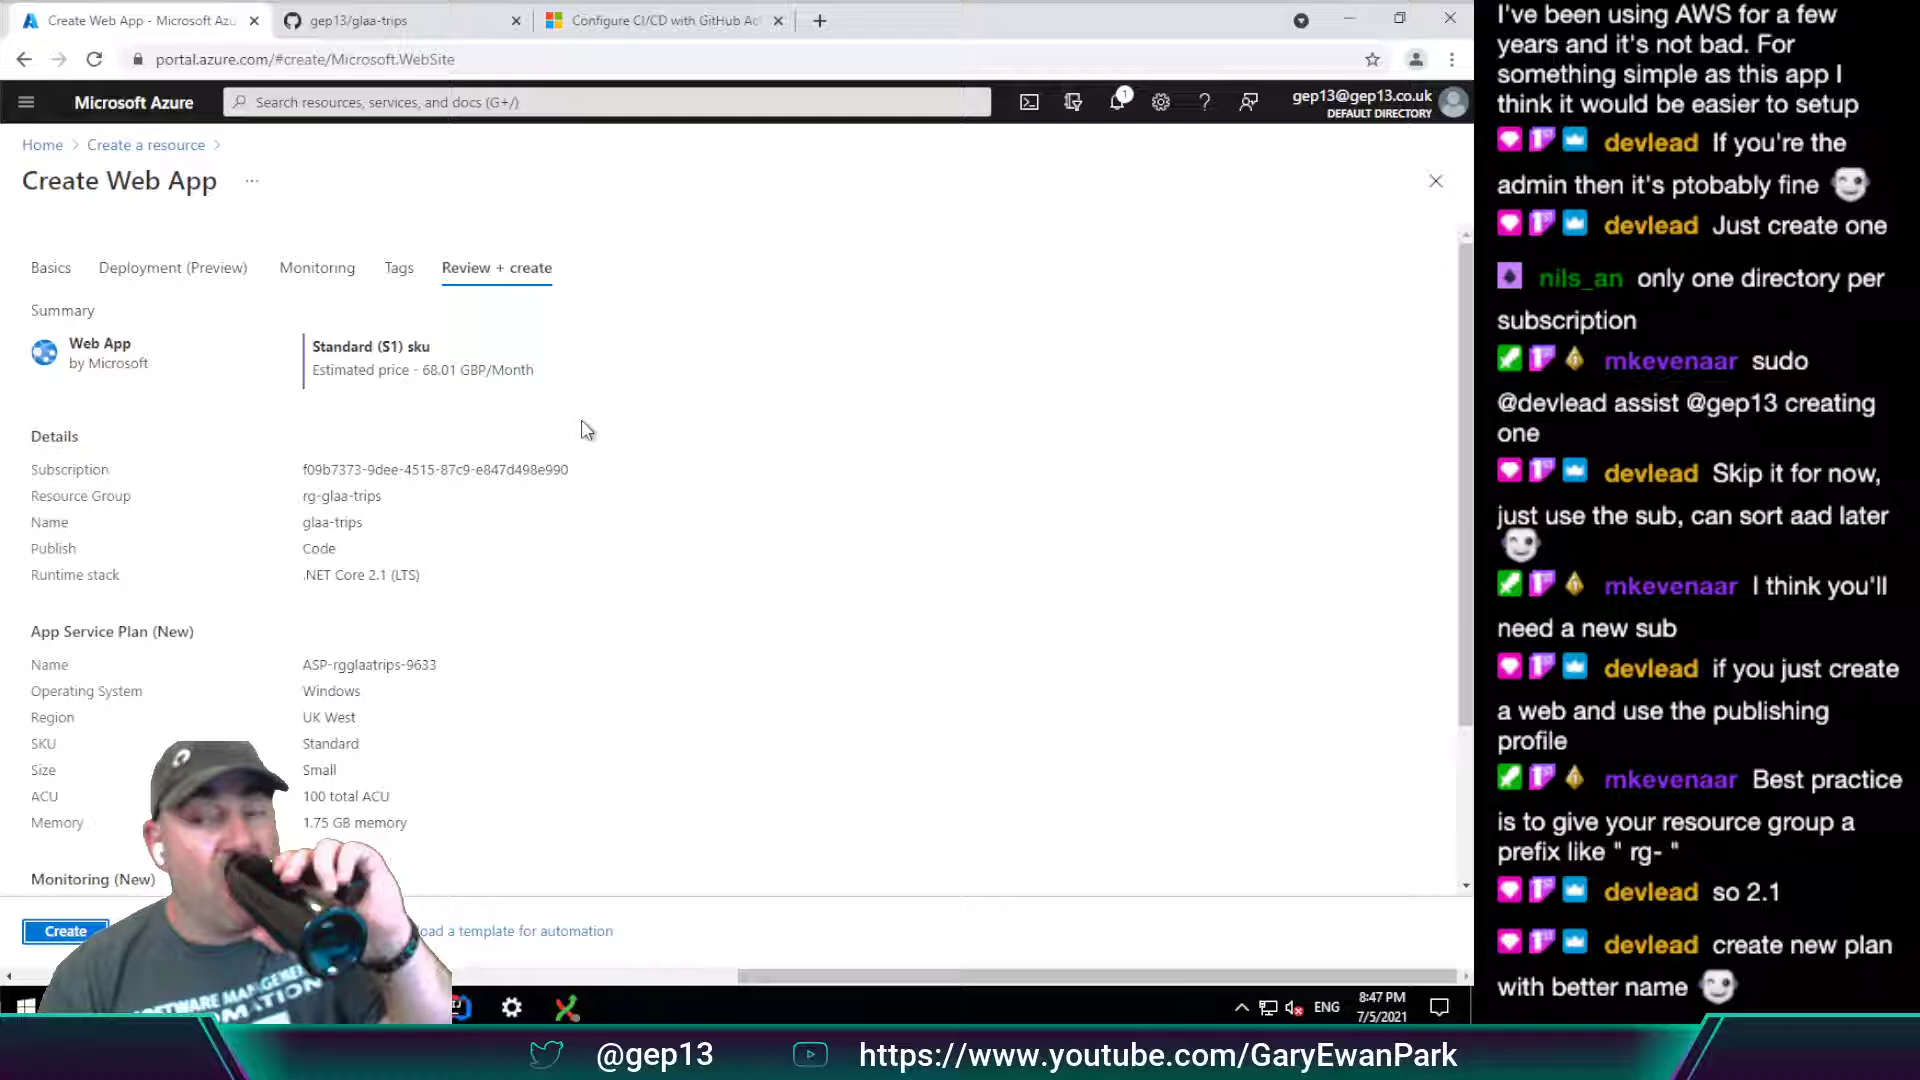 Create Web App - Microsoft Azu
gep13/glaa-trips
Configure CI/CD with GitHub Ac
portal.azure.com/#create/Microsoft.WebSite
Microsoft Azure
Search resources, services, and docs (G+/)
1
gep13@gep13.co.uk
DEFAULT DIRECTORY
Home > Create a resource >
Create Web App ...
Basics
Deployment (Preview)
Monitoring
Tags
Review + create
Summary
Web App
by Microsoft
Standard (S1) sku
Estimated price - 68.01 GBP/Month
Details
Subscription f09b7373-9dee-4515-87c9-e847d498e990
Resource Group rg-glaa-trips
Name glaa-trips
Publish Code
Runtime stack .NET Core 2.1 (LTS)
App Service Plan (New)
Name ASP-rgglaatrips-9633
Operating System Windows
Region UK West
SKU Standard
Size Small
ACU 100 total ACU
Memory 1.75 GB memory
Monitoring (New)
Create
oad a template for automation
SOFTWARE MANAGEMEN
OMATION
ENG
8:47 PM
7/5/2021
I've been using AWS for a few
years and it's not bad. For
something simple as this app I
think it would be easier to setup
devlead If you're the
admin then it's ptobably fine
devlead Just create one
nils_an only one directory per
subscription
mkevenaar sudo
@devlead assist @gep13 creating
one
devlead Skip it for now,
just use the sub, can sort aad later
mkevenaar I think you'll
need a new sub
devlead if you just create
a web and use the publishing
profile
mkevenaar Best practice
is to give your resource group a
prefix like " rg- "
devlead so 2.1
devlead create new plan
with better name
@gep13
https://www.youtube.com/GaryEwanPark